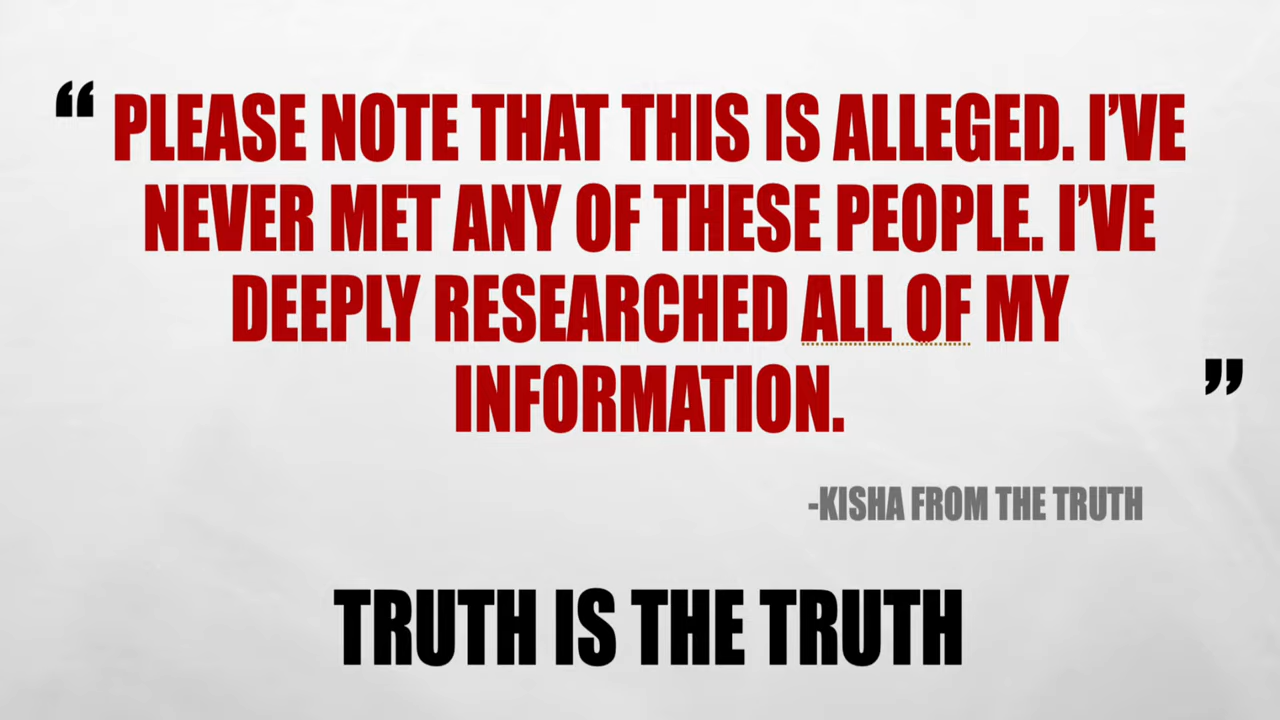 “ PLEASE NOTE THAT THIS IS ALLEGED. I’VE
NEVER MET ANY OF THESE PEOPLE. I’VE
DEEPLY RESEARCHED ALL OF MY
INFORMATION. ”
-KISHA FROM THE TRUTH
TRUTH IS THE TRUTH